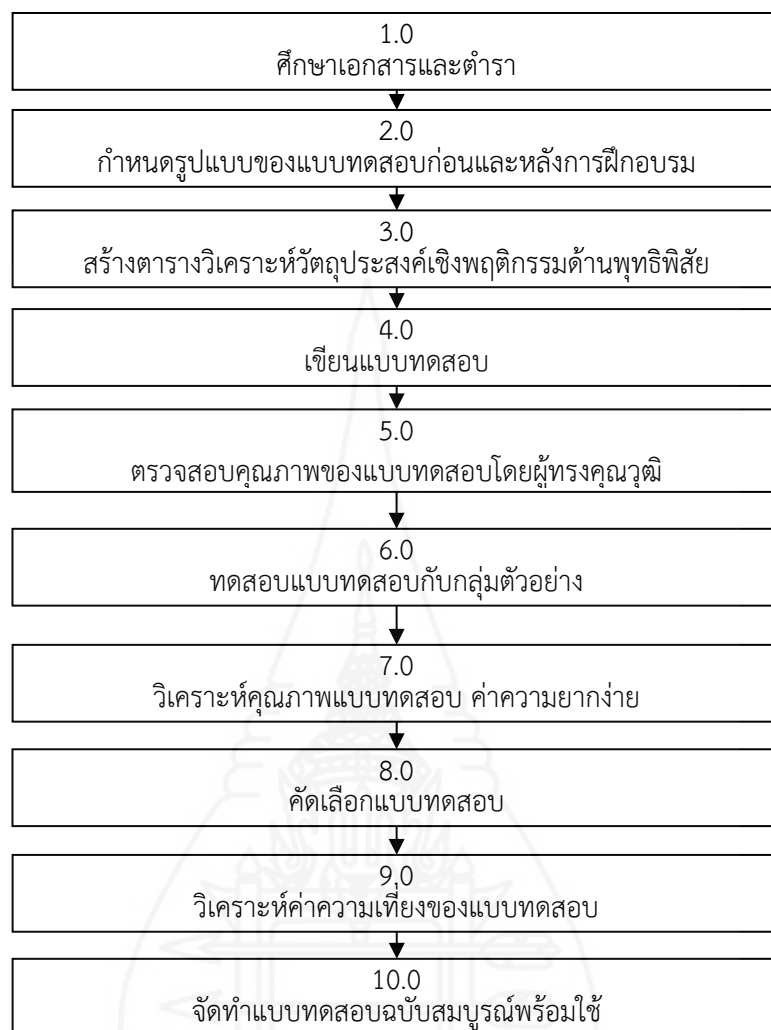 1.0
ศึกษาเอกสารและตำรา
2.0
กำหนดรูปแบบของแบบทดสอบก่อนและหลังการฝึกอบรม
3.0
สร้างตารางวิเคราะห์วัตถุประสงค์เชิงพฤติกรรมด้านพุทธิพิสัย
4.0
เขียนแบบทดสอบ
5.0
ตรวจสอบคุณภาพของแบบทดสอบโดยผู้ทรงคุณวุฒิ
6.0
ทดสอบแบบทดสอบกับกลุ่มตัวอย่าง
7.0
วิเคราะห์คุณภาพแบบทดสอบ ค่าความยากง่าย
8.0
คัดเลือกแบบทดสอบ
9.0
วิเคราะห์ค่าความเที่ยงของแบบทดสอบ
10.0
จัดทำแบบทดสอบฉบับสมบูรณ์พร้อมใช้